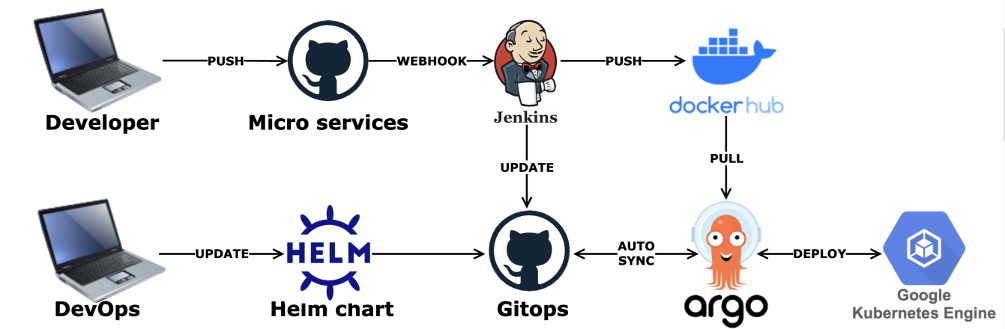 PUSH
WEBHOOK
PUSH
Developer
Micro services
Jenkins
docker hub
UPDATE
PULL
UPDATE
HELM
AUTO
SYNC
DEPLOY
DevOps
Helm chart
Gitops
argo
Google
Kubernetes Engine